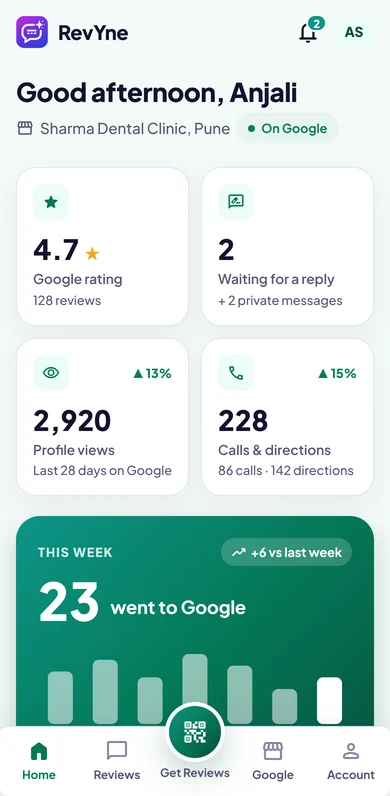 RevYne
2
AS
Good afternoon, Anjali
Sharma Dental Clinic, Pune
On Google
4.7 ★
Google rating
128 reviews
2
Waiting for a reply
+ 2 private messages
▲ 13%
2,920
Profile views
Last 28 days on Google
▲ 15%
228
Calls & directions
86 calls · 142 directions
THIS WEEK
+6 vs last week
23 went to Google
Home
Reviews
Get Reviews
Google
Account